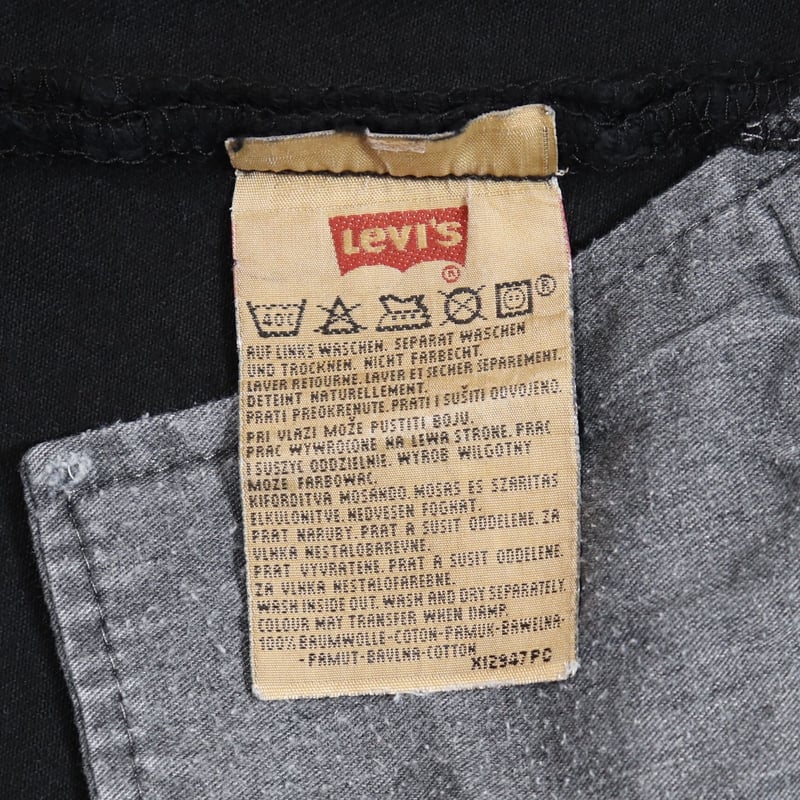 Levi's
®
40C
®
AUF LINKS WASCHEN. SEPARAT WASCHEN
UND TROCKNEN. NICHT FARBECHT.
LAVER RETOURNE. LAVER ET SECHER SEPAREMENT.
DETEINT NATURELLEMENT.
PRATI PREOKRENUTE. PRATI I SUŠITI ODVOJENO.
PRI VLAZI MOŽE PUSTITI BOJU.
PRAC WYWROCONE NA LEWA STRONE. PRAC
I SUSZYC ODDZIELNIE. WYROB WILGOTNY
MOZE FARBOWAC.
KIFORDITVA MOSANDO. MOSAS ES SZARITAS
ELKULONITVE. NEDVESEN FOGHAT.
PRAT NARUBY. PRAT A SUSIT ODDELENE. ZA
VLHKA NESTALOBAREVNE.
PRAT VYVRATENE. PRAT A SUSIT ODDELENE.
ZA VLHKA NESTALOFAREBNE.
WASH INSIDE OUT. WASH AND DRY SEPARATELY.
COLOUR MAY TRANSFER WHEN DAMP.
100% BAUMWOLLE-COTON-PAMUK-BAWELNA-
-PAMUT-BAVLNA-COTTON
X12947PC